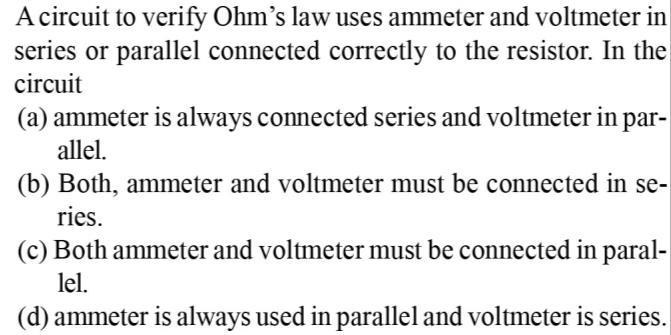 A circuit to verify Ohm’s law uses ammeter and voltmeter in
series or parallel connected correctly to the resistor. In the
circuit
(a) ammeter is always connected series and voltmeter in par-
allel.
(b) Both, ammeter and voltmeter must be connected in se-
ries.
(c) Both ammeter and voltmeter must be connected in paral-
lel.
(d) ammeter is always used in parallel and voltmeter is series.